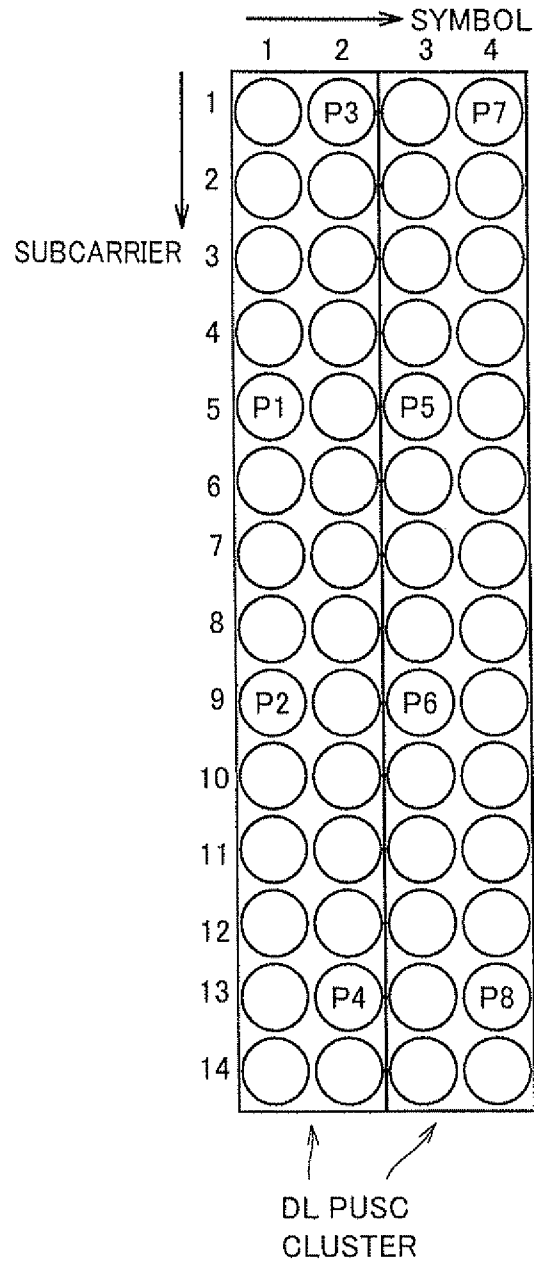 SYMBOL
1 2 3 4
1 P3 P7
2
SUBCARRIER 3
4
5 P1 P5
6
7
8
9 P2 P6
10
11
12
13 P4 P8
14
DL PUSC
CLUSTER